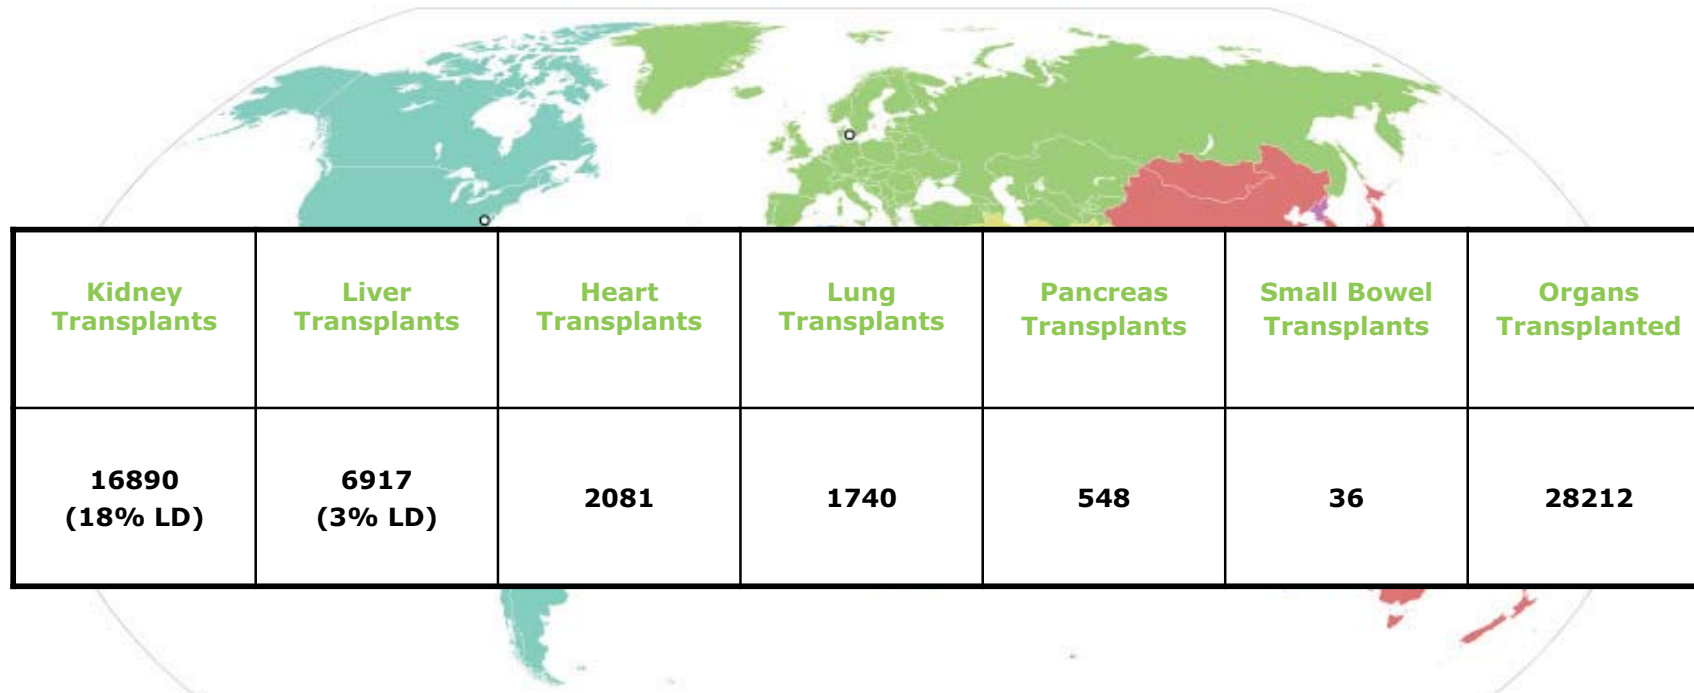 Kidney
Transplants
Liver
Transplants
Heart
Transplants
Lung
Transplants
Pancreas
Transplants
Small Bowel
Transplants
Organs
Transplanted
16890
(18% LD)
6917
(3% LD)
2081
1740
548
36
28212